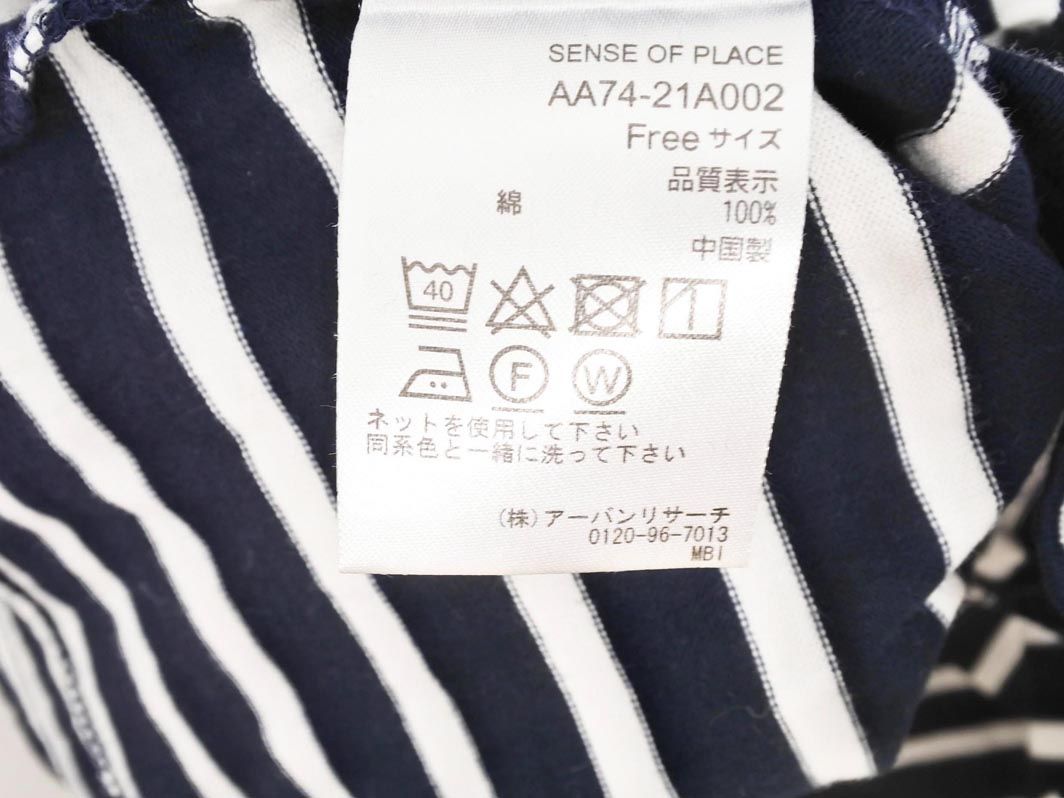 SENSE OF PLACE
AA74-21A002
Free サイズ
品質表示
綿 100%
中国製
40
F W
ネットを使用して下さい
同系色と一緒に洗って下さい
(株)アーバンリサーチ
0120-96-7013
MBI